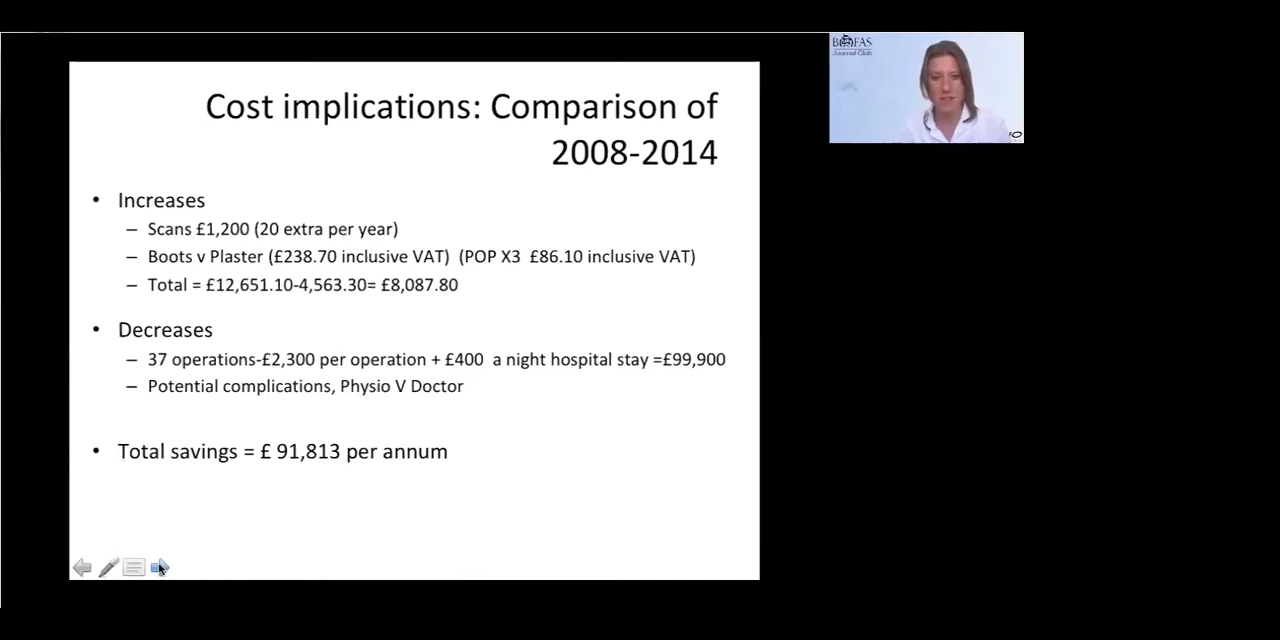 Cost implications: Comparison of
2008-2014
• Increases
– Scans £1,200 (20 extra per year)
– Boots v Plaster (£238.70 inclusive VAT) (POP X3 £86.10 inclusive VAT)
– Total = £12,651.10-4,563.30= £8,087.80
• Decreases
– 37 operations-£2,300 per operation + £400 a night hospital stay =£99,900
– Potential complications, Physio V Doctor
• Total savings = £ 91,813 per annum
BOFAS
Journal Club